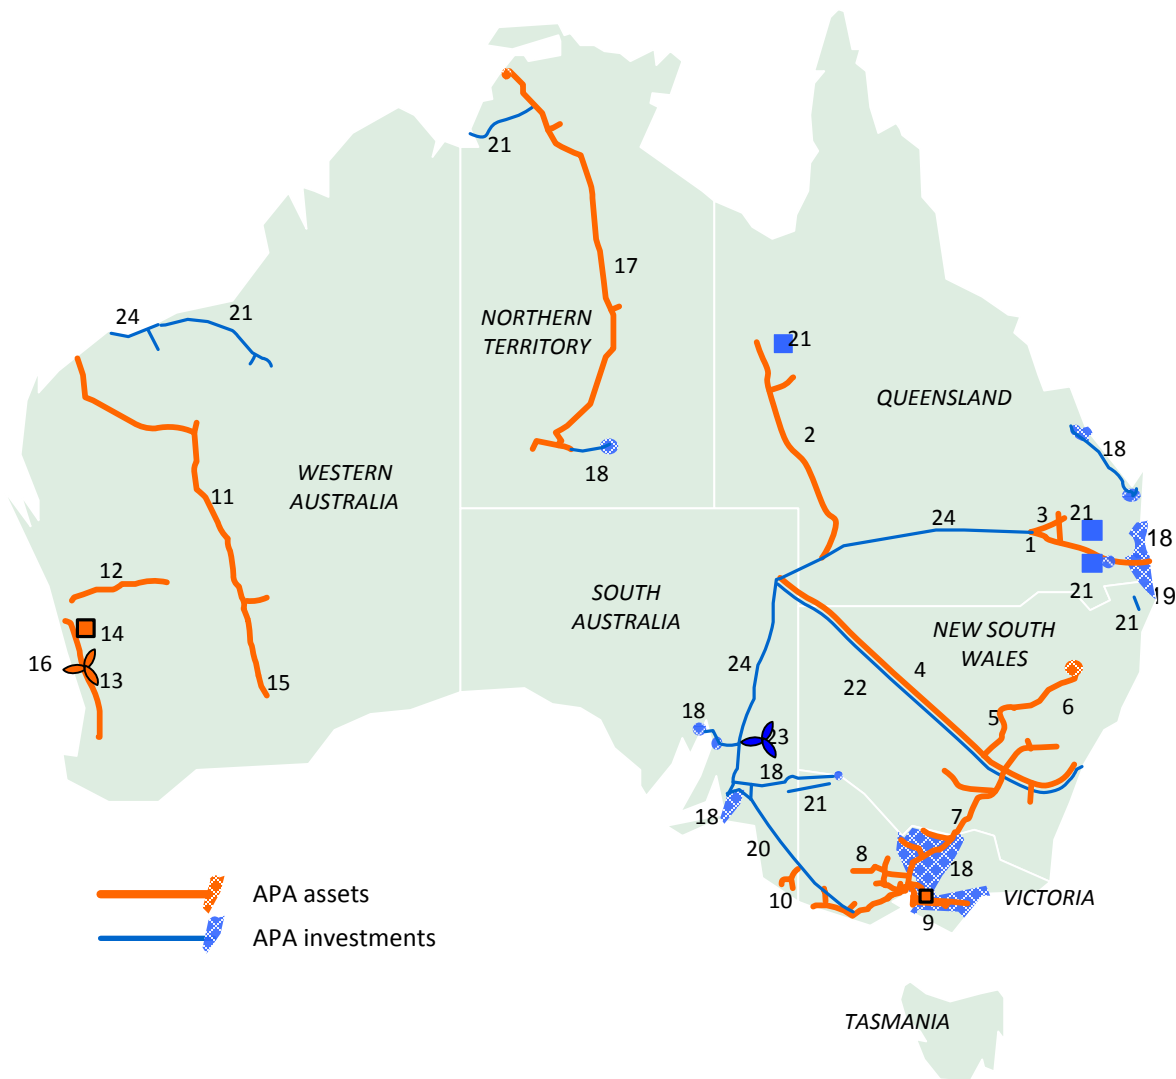 21
17
24
21
NORTHERN
TERRITORY
21
QUEENSLAND
2
18
18
WESTERN
AUSTRALIA
11
24
3
21
1
18
12
SOUTH
AUSTRALIA
21
19
21
14
NEW SOUTH
WALES
16
13
15
24
4
22
6
5
18
23
18
21
18
7
20
8
18
10
VICTORIA
9
APA assets
APA investments
TASMANIA